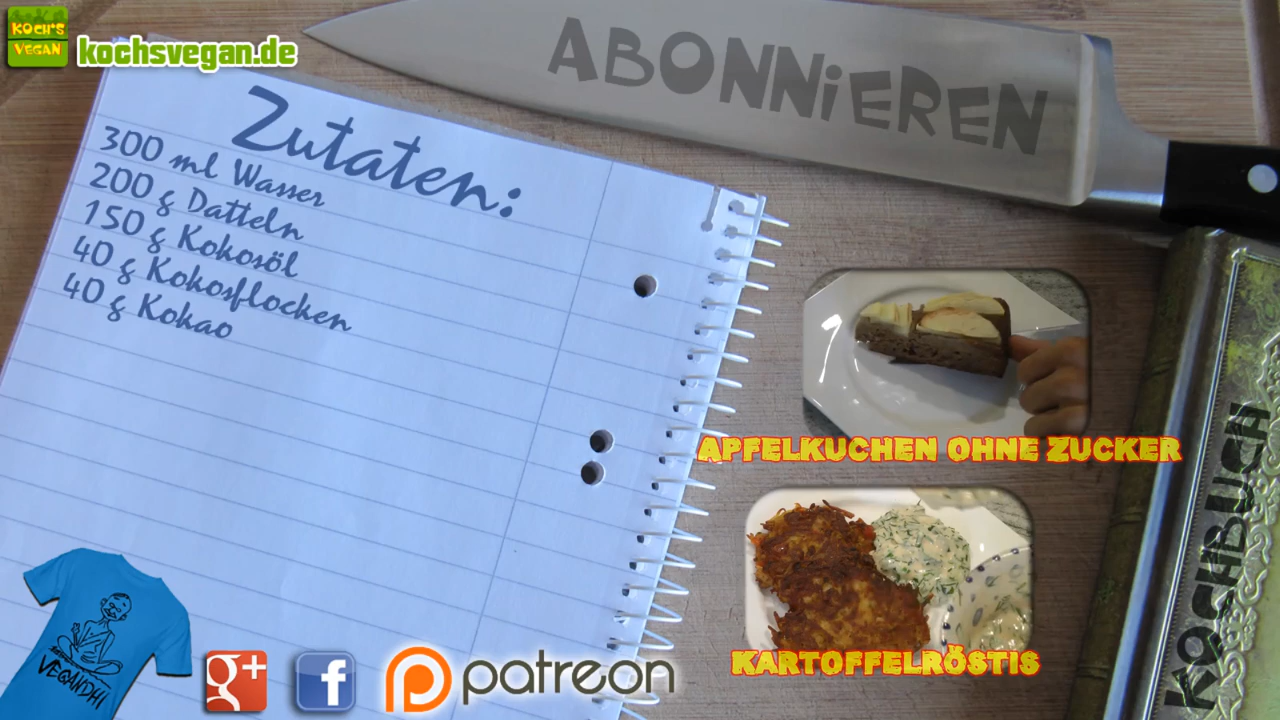 KOCH'S
VEGAN
kochsvegan.de
ABONNiEREN
Zutaten:
300 ml Wasser
200 g Datteln
150 g Kokosöl
40 g Kokosflocken
40 g Kokao
APFELKUCHEN OHNE ZUCKER
KARTOFFELRÖSTIS
KOCHBUCH
VEGANDHI
g+
f
patreon